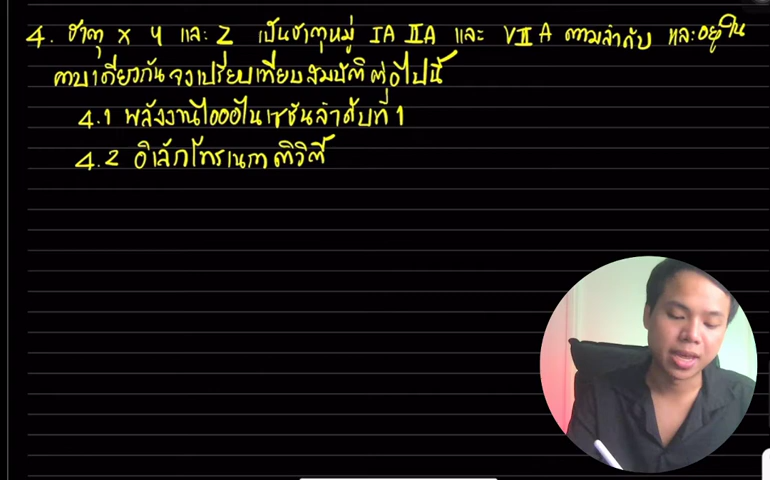 4. ธาตุ X Y และ Z เป็นธาตุหมู่ IA IIA และ VIIA ตามลำดับ และอยู่ใน
คาบเดียวกัน จงเปรียบเทียบสมบัติต่อไปนี้
4.1 พลังงานไอออไนเซชันลำดับที่ 1
4.2 อิเล็กโทรเนกาติวิตี